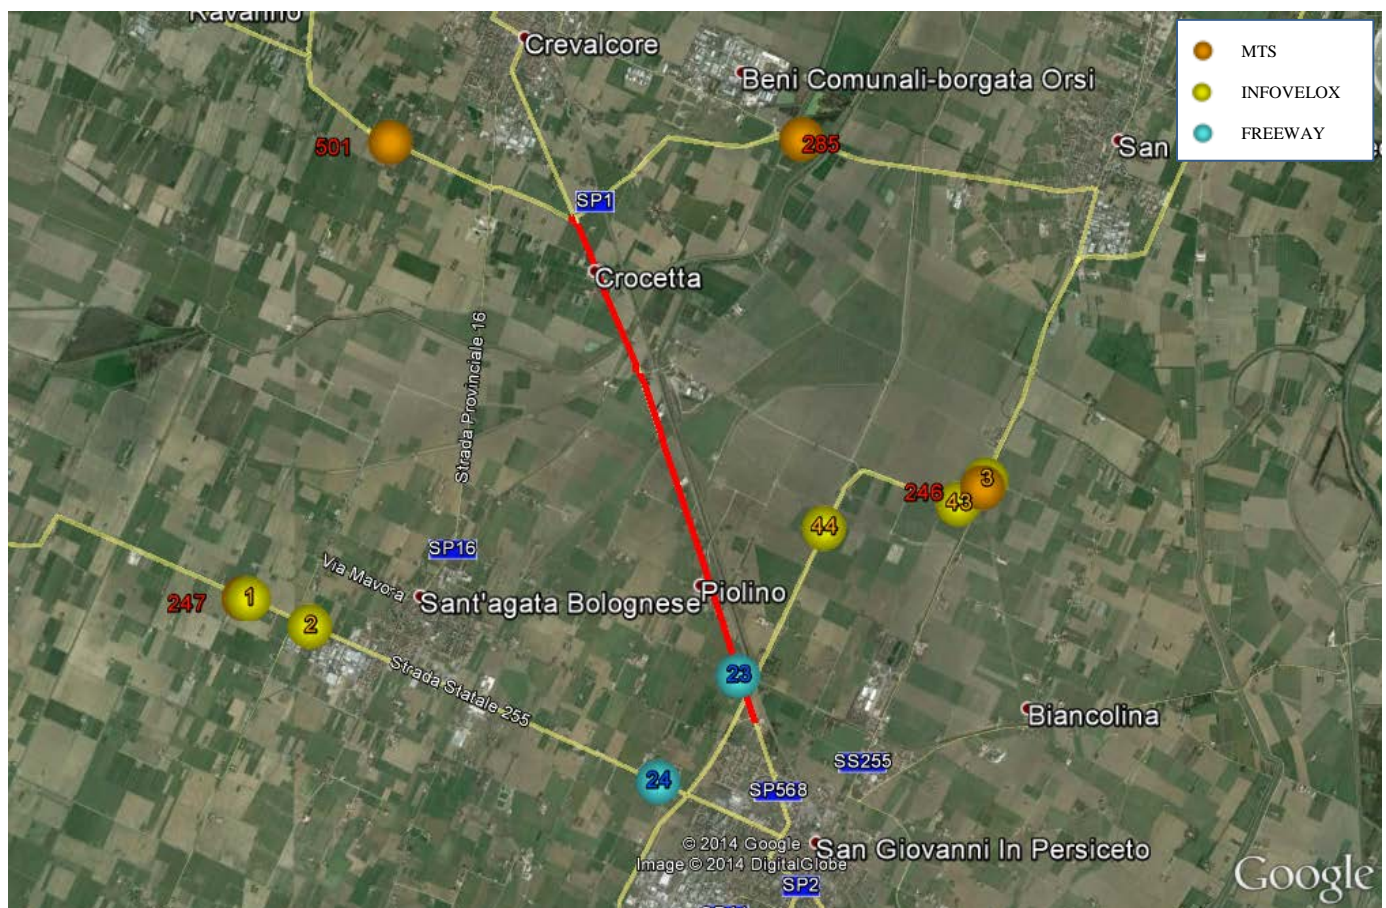 Ravarino
Crevalcore
MTS
Beni Comunali-borgata Orsi
INFOVELOX
FREEWAY
501
285
San
SP1
Crocetta
Strada Provinciale 16
3
246
43
44
SP16
Via Mavora
Piolino
247
1
Sant'agata Bolognese
2
23
Strada Statale 255
Biancolina
SS255
24
SP568
© 2014 Google
San Giovanni In Persiceto
Image © 2014 DigitalGlobe
SP2
Google